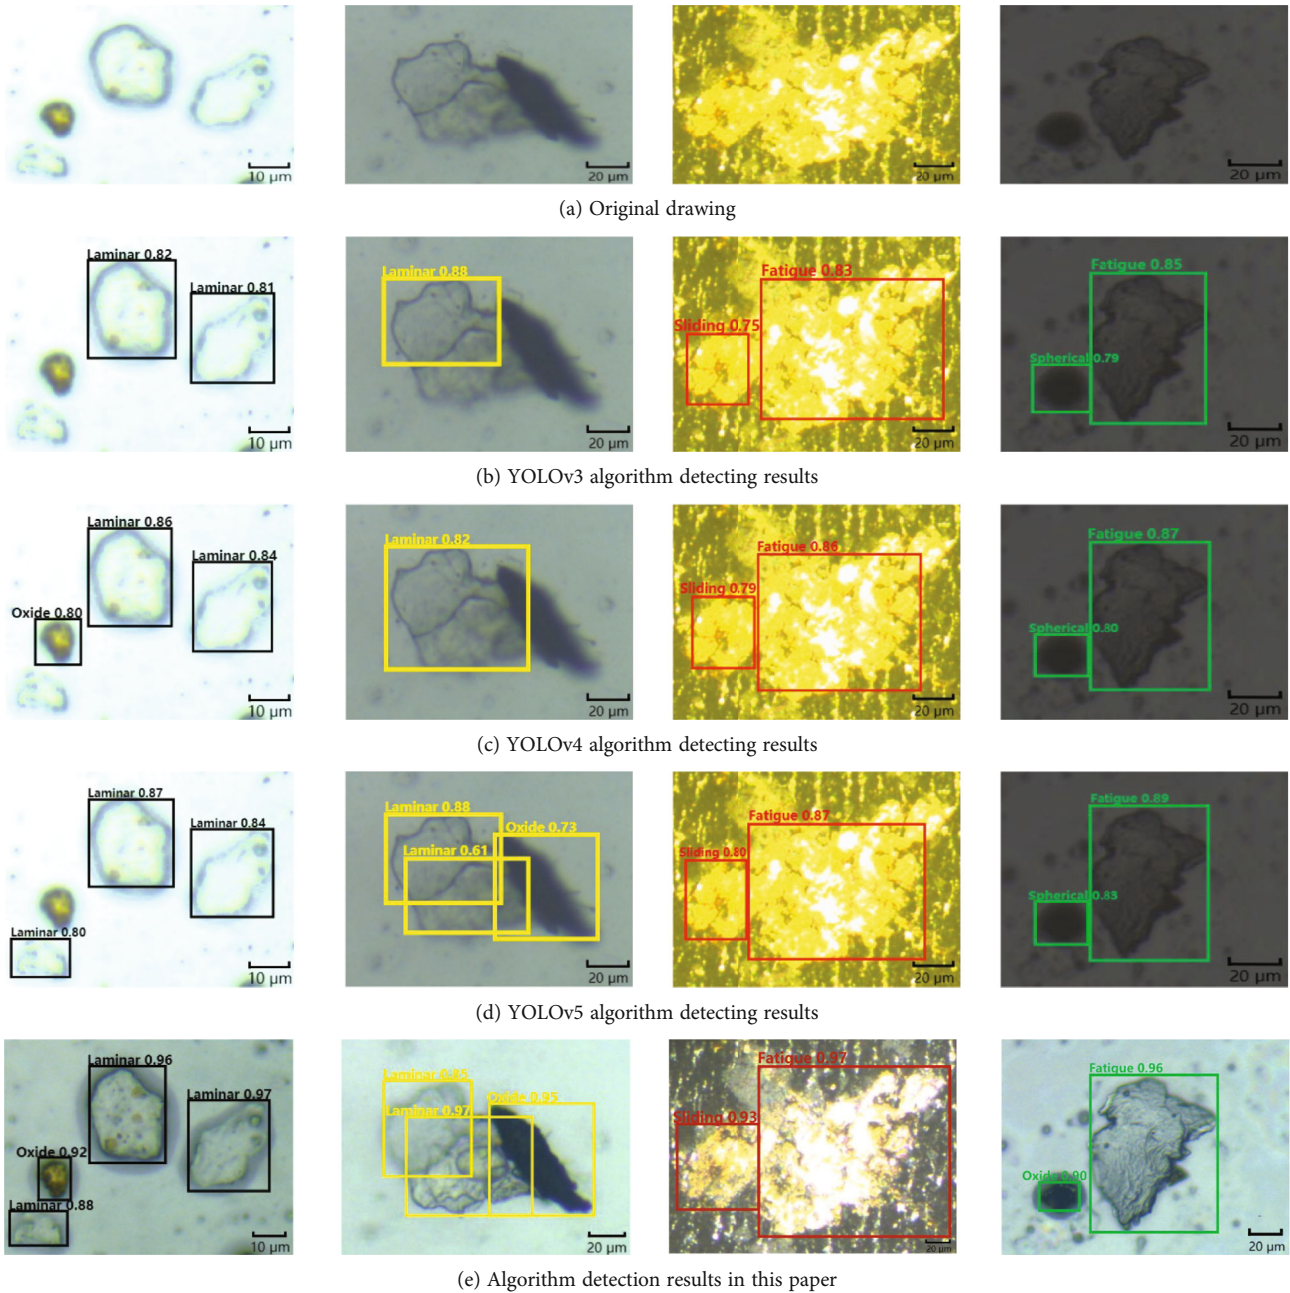 10 μm
20 μm
20 μm
20 μm
(a) Original drawing
Laminar 0.82
Laminar 0.81
10 μm
Laminar 0.88
20 μm
Fatigue 0.83
Sliding 0.75
20 μm
Fatigue 0.85
Spherical 0.79
20 μm
(b) YOLOv3 algorithm detecting results
Laminar 0.86
Laminar 0.84
Oxide 0.80
10 μm
Laminar 0.82
20 μm
Fatigue 0.86
Sliding 0.79
20 μm
Fatigue 0.87
Spherical 0.80
20 μm
(c) YOLOv4 algorithm detecting results
Laminar 0.87
Laminar 0.84
Laminar 0.80
10 μm
Laminar 0.88
Oxide 0.73
Laminar 0.61
20 μm
Fatigue 0.87
Sliding 0.80
20 μm
Fatigue 0.89
Spherical 0.83
20 μm
(d) YOLOv5 algorithm detecting results
Laminar 0.96
Laminar 0.97
Oxide 0.92
Laminar 0.88
10 μm
Laminar 0.85
Oxide 0.95
Laminar 0.97
20 μm
Fatigue 0.97
Sliding 0.93
20 μm
Fatigue 0.96
Oxide 0.90
20 μm
(e) Algorithm detection results in this paper